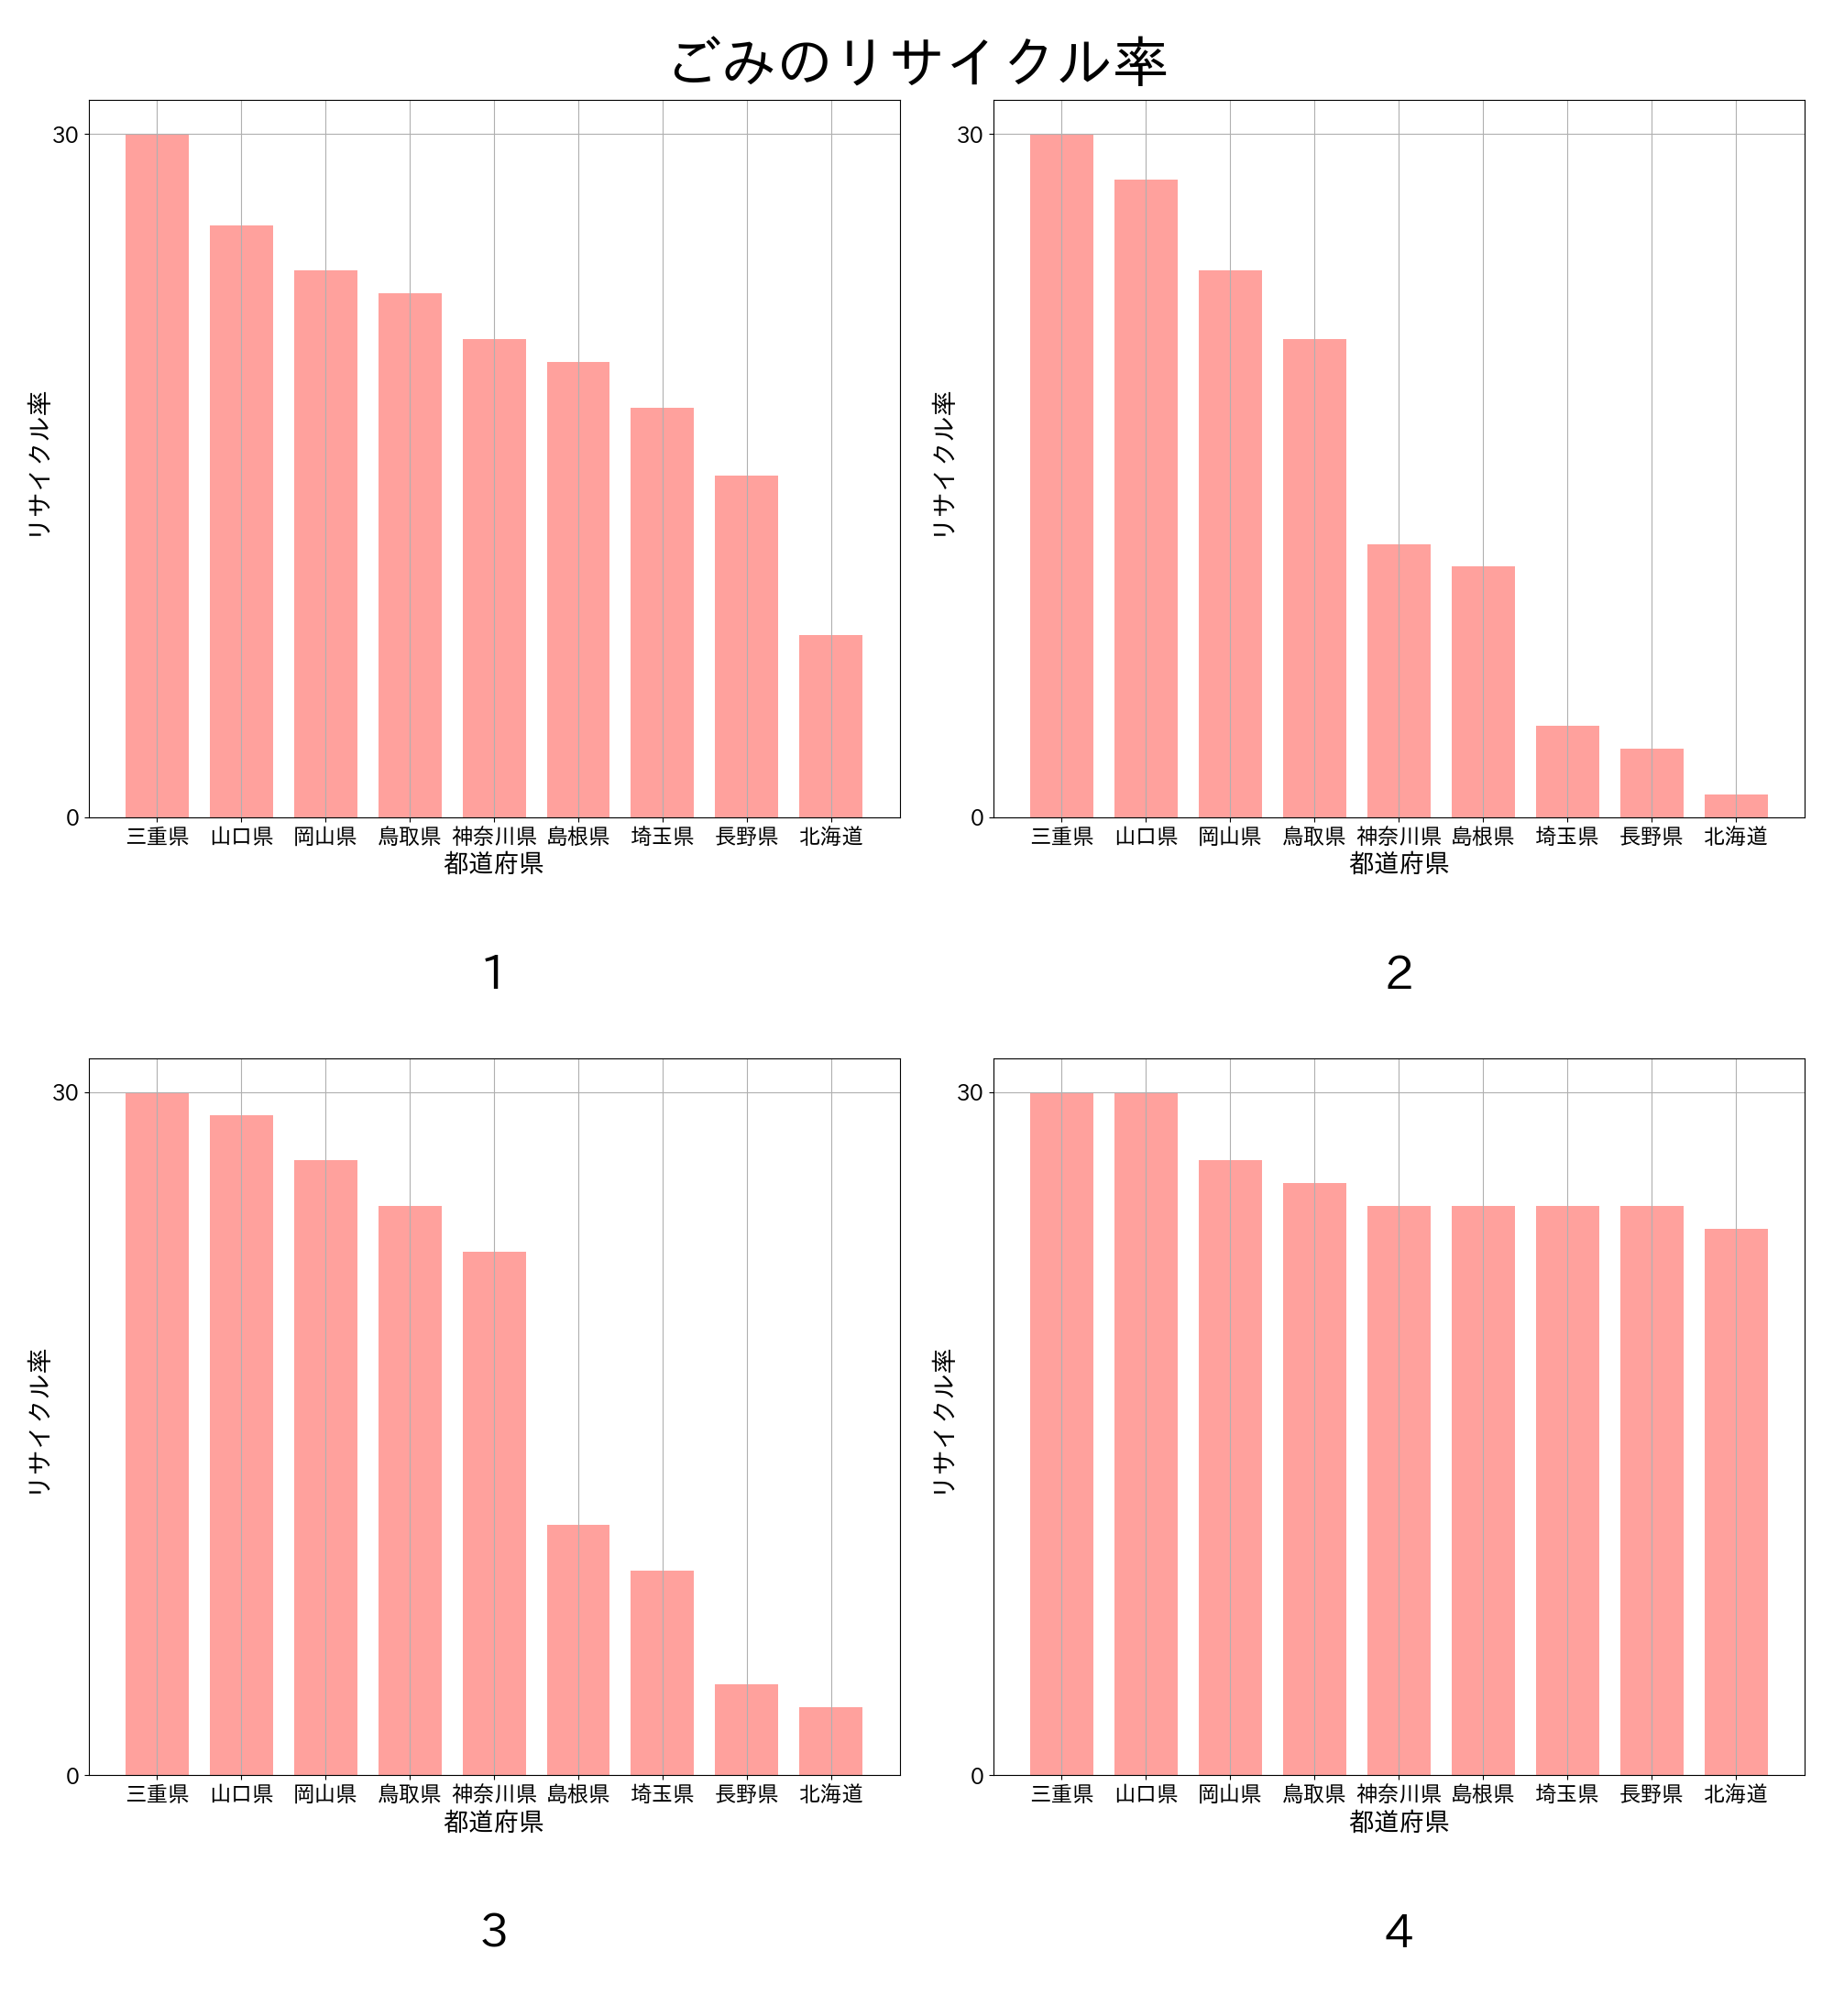 ごみのリサイクル率
30
0
リサイクル率
三重県 山口県 岡山県 鳥取県 神奈川県 島根県 埼玉県 長野県 北海道
都道府県
1
30
0
リサイクル率
三重県 山口県 岡山県 鳥取県 神奈川県 島根県 埼玉県 長野県 北海道
都道府県
2
30
0
リサイクル率
三重県 山口県 岡山県 鳥取県 神奈川県 島根県 埼玉県 長野県 北海道
都道府県
3
30
0
リサイクル率
三重県 山口県 岡山県 鳥取県 神奈川県 島根県 埼玉県 長野県 北海道
都道府県
4